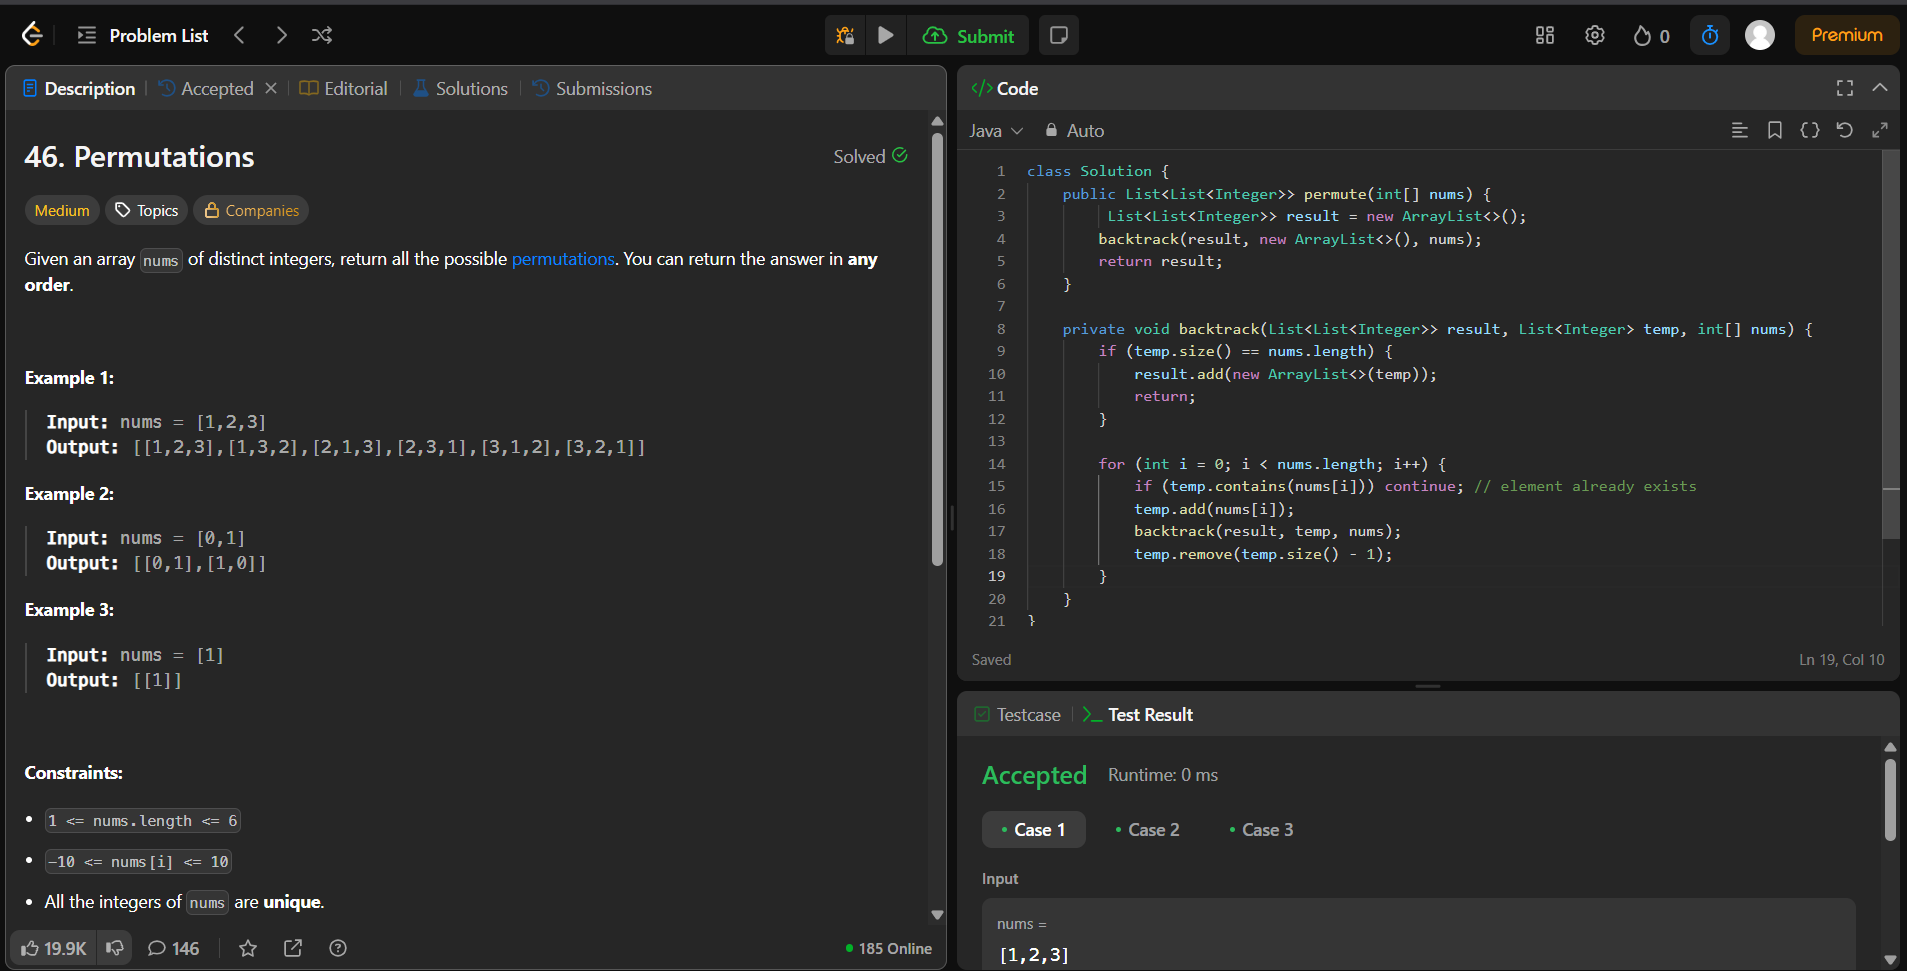 Problem List
Submit
0
Premium
Description
Accepted
Editorial
Solutions
Submissions
46. Permutations
Solved
Medium
Topics
Companies
Given an array nums of distinct integers, return all the possible permutations. You can return the answer in any
order.
Example 1:
Input: nums = [1,2,3]
Output: [[1,2,3],[1,3,2],[2,1,3],[2,3,1],[3,1,2],[3,2,1]]
Example 2:
Input: nums = [0,1]
Output: [[0,1],[1,0]]
Example 3:
Input: nums = [1]
Output: [[1]]
Constraints:
• 1 <= nums.length <= 6
• -10 <= nums[i] <= 10
• All the integers of nums are unique.
19.9K
146
185 Online
</> Code
Java
Auto
1 class Solution {
2     public List<List<Integer>> permute(int[] nums) {
3          List<List<Integer>> result = new ArrayList<>();
4         backtrack(result, new ArrayList<>(), nums);
5         return result;
6     }
7
8     private void backtrack(List<List<Integer>> result, List<Integer> temp, int[] nums) {
9         if (temp.size() == nums.length) {
10             result.add(new ArrayList<>(temp));
11             return;
12         }
13
14         for (int i = 0; i < nums.length; i++) {
15             if (temp.contains(nums[i])) continue; // element already exists
16             temp.add(nums[i]);
17             backtrack(result, temp, nums);
18             temp.remove(temp.size() - 1);
19         }
20     }
21 }
Saved
Ln 19, Col 10
Testcase
>_ Test Result
Accepted
Runtime: 0 ms
• Case 1
• Case 2
• Case 3
Input
nums =
[1,2,3]